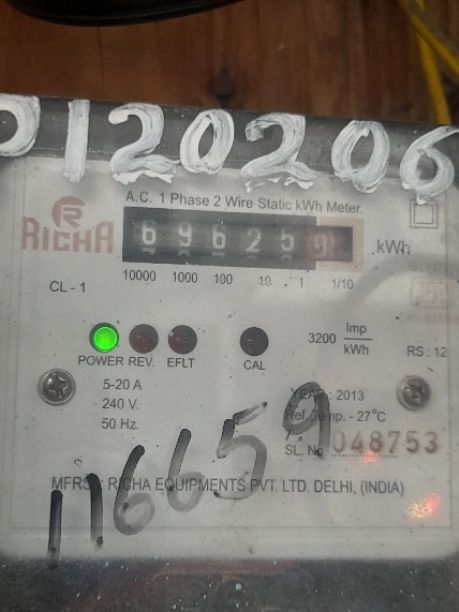 0120206
A.C. 1 Phase 2 Wire Static kWh Meter.
RICHA
69625 kWh
10000 1000 100 10 1 1/10
CL - 1
3200 Imp/kWh
POWER REV. EFLT CAL
RS : 12
5-20 A
240 V.
50 Hz.
YEAR : 2013
Ref. Temp. - 27°C
SL. No. 048753
116659
MFRS : RICHA EQUIPMENTS PVT. LTD. DELHI, (INDIA)